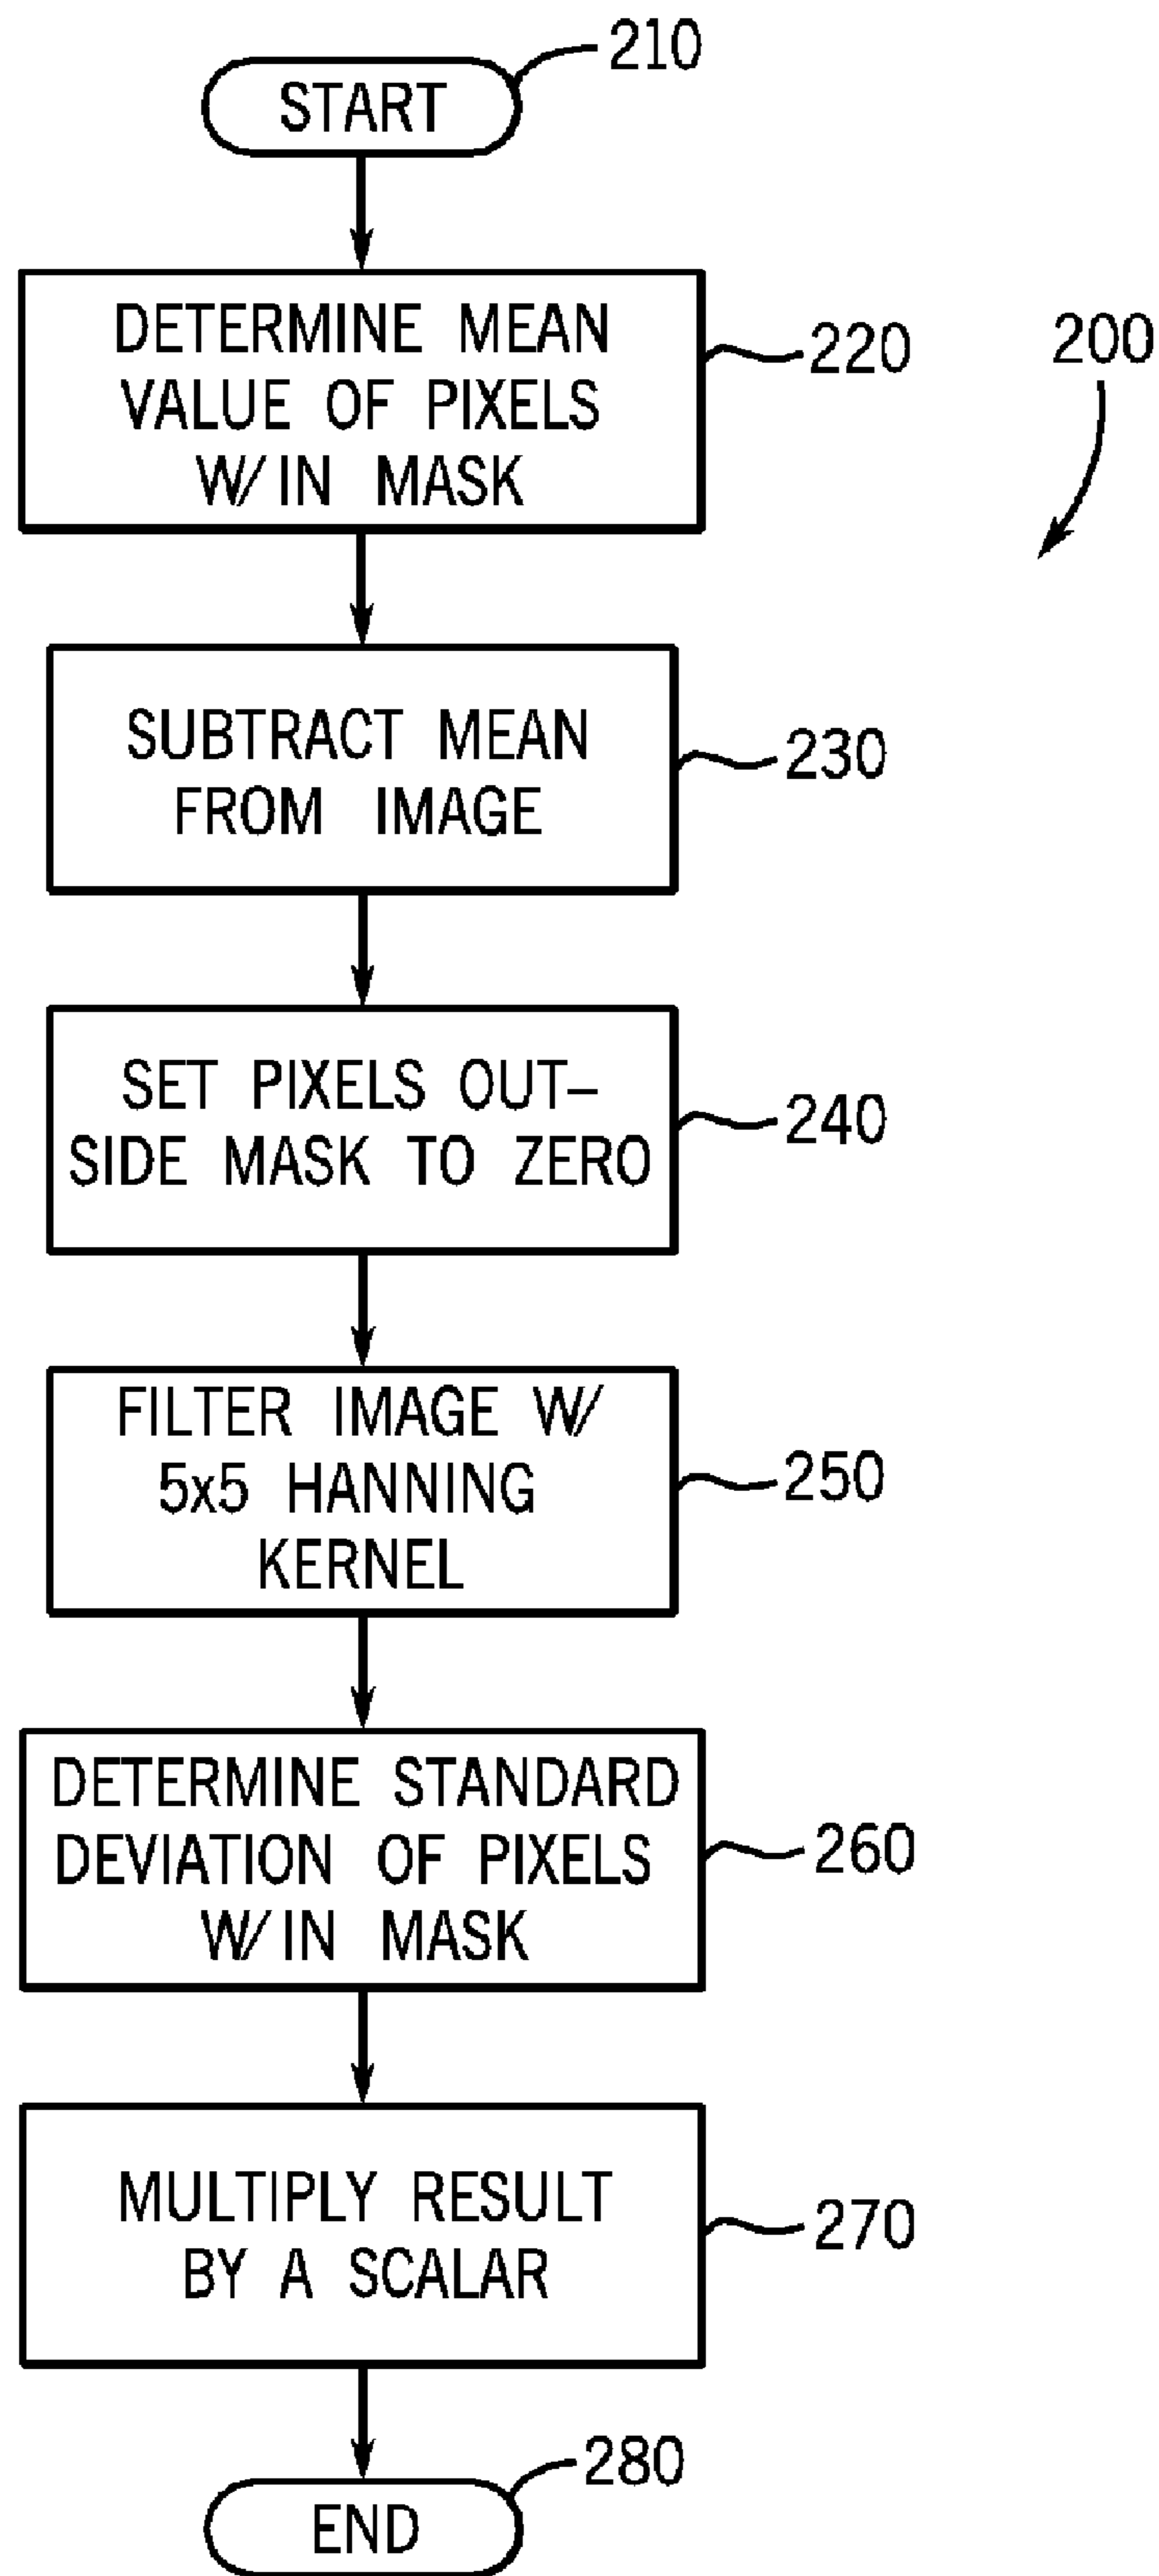 210
START
DETERMINE MEAN
VALUE OF PIXELS
W/IN MASK
220
200
SUBTRACT MEAN
FROM IMAGE
230
SET PIXELS OUT–
SIDE MASK TO ZERO
240
FILTER IMAGE W/
5x5 HANNING
KERNEL
250
DETERMINE STANDARD
DEVIATION OF PIXELS
W/IN MASK
260
MULTIPLY RESULT
BY A SCALAR
270
280
END